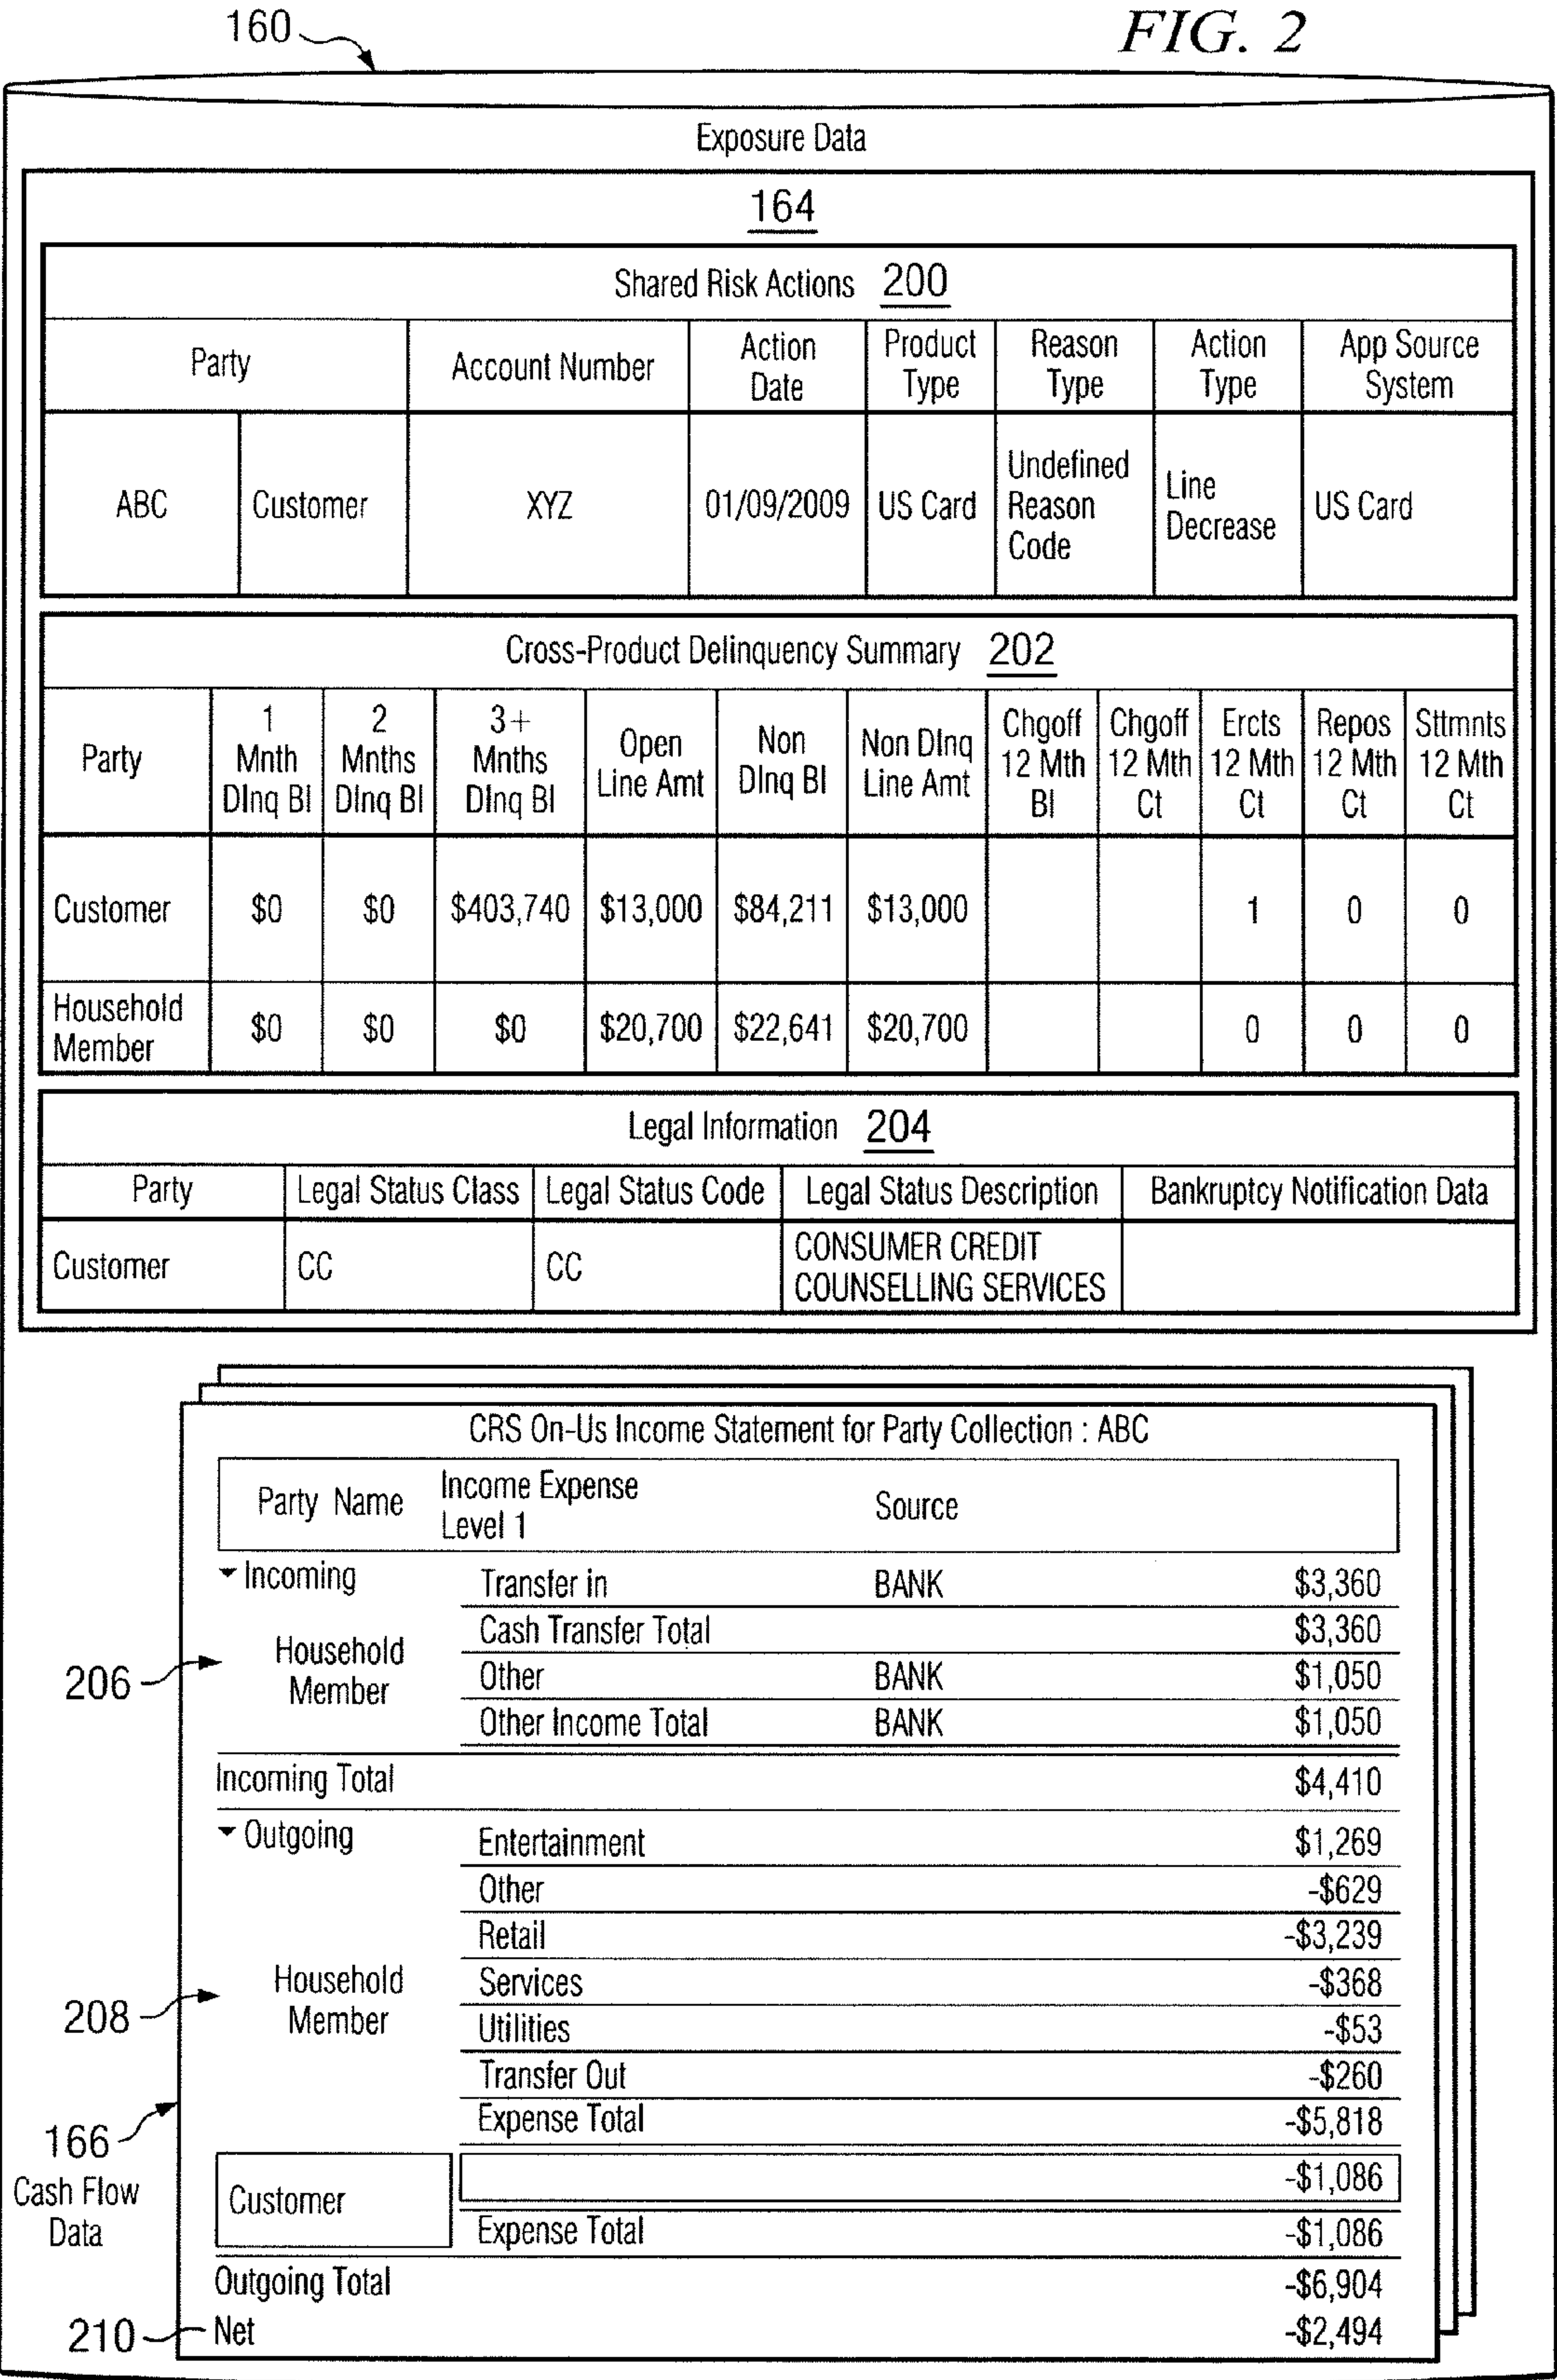 160
FIG. 2
Exposure Data
164
Shared Risk Actions 200
Party
Account Number
Action Date
Product Type
Reason Type
Action Type
App Source System
ABC
Customer
XYZ
01/09/2009
US Card
Undefined Reason Code
Line Decrease
US Card
Cross-Product Delinquency Summary 202
Party
1 Mnth Dlnq Bl
2 Mnths Dlnq Bl
3+ Mnths Dlnq Bl
Open Line Amt
Non Dlnq Bl
Non Dlnq Line Amt
Chgoff 12 Mth Bl
Chgoff 12 Mth Ct
Ercts 12 Mth Ct
Repos 12 Mth Ct
Sttmnts 12 Mth Ct
Customer $0 $0 $403,740 $13,000 $84,211 $13,000 1 0 0
Household Member $0 $0 $0 $20,700 $22,641 $20,700 0 0 0
Legal Information 204
Party Legal Status Class Legal Status Code Legal Status Description Bankruptcy Notification Data
Customer CC CC CONSUMER CREDIT COUNSELLING SERVICES
CRS On-Us Income Statement for Party Collection : ABC
Party Name Income Expense Level 1 Source
Incoming Transfer in BANK $3,360
Cash Transfer Total $3,360
206
Household Member
Other BANK $1,050
Other Income Total BANK $1,050
Incoming Total $4,410
Outgoing Entertainment $1,269
Other -$629
Retail -$3,239
208
Household Member
Services -$368
Utilities -$53
Transfer Out -$260
Expense Total -$5,818
166
Cash Flow Data
Customer -$1,086
Expense Total -$1,086
Outgoing Total -$6,904
210 Net -$2,494